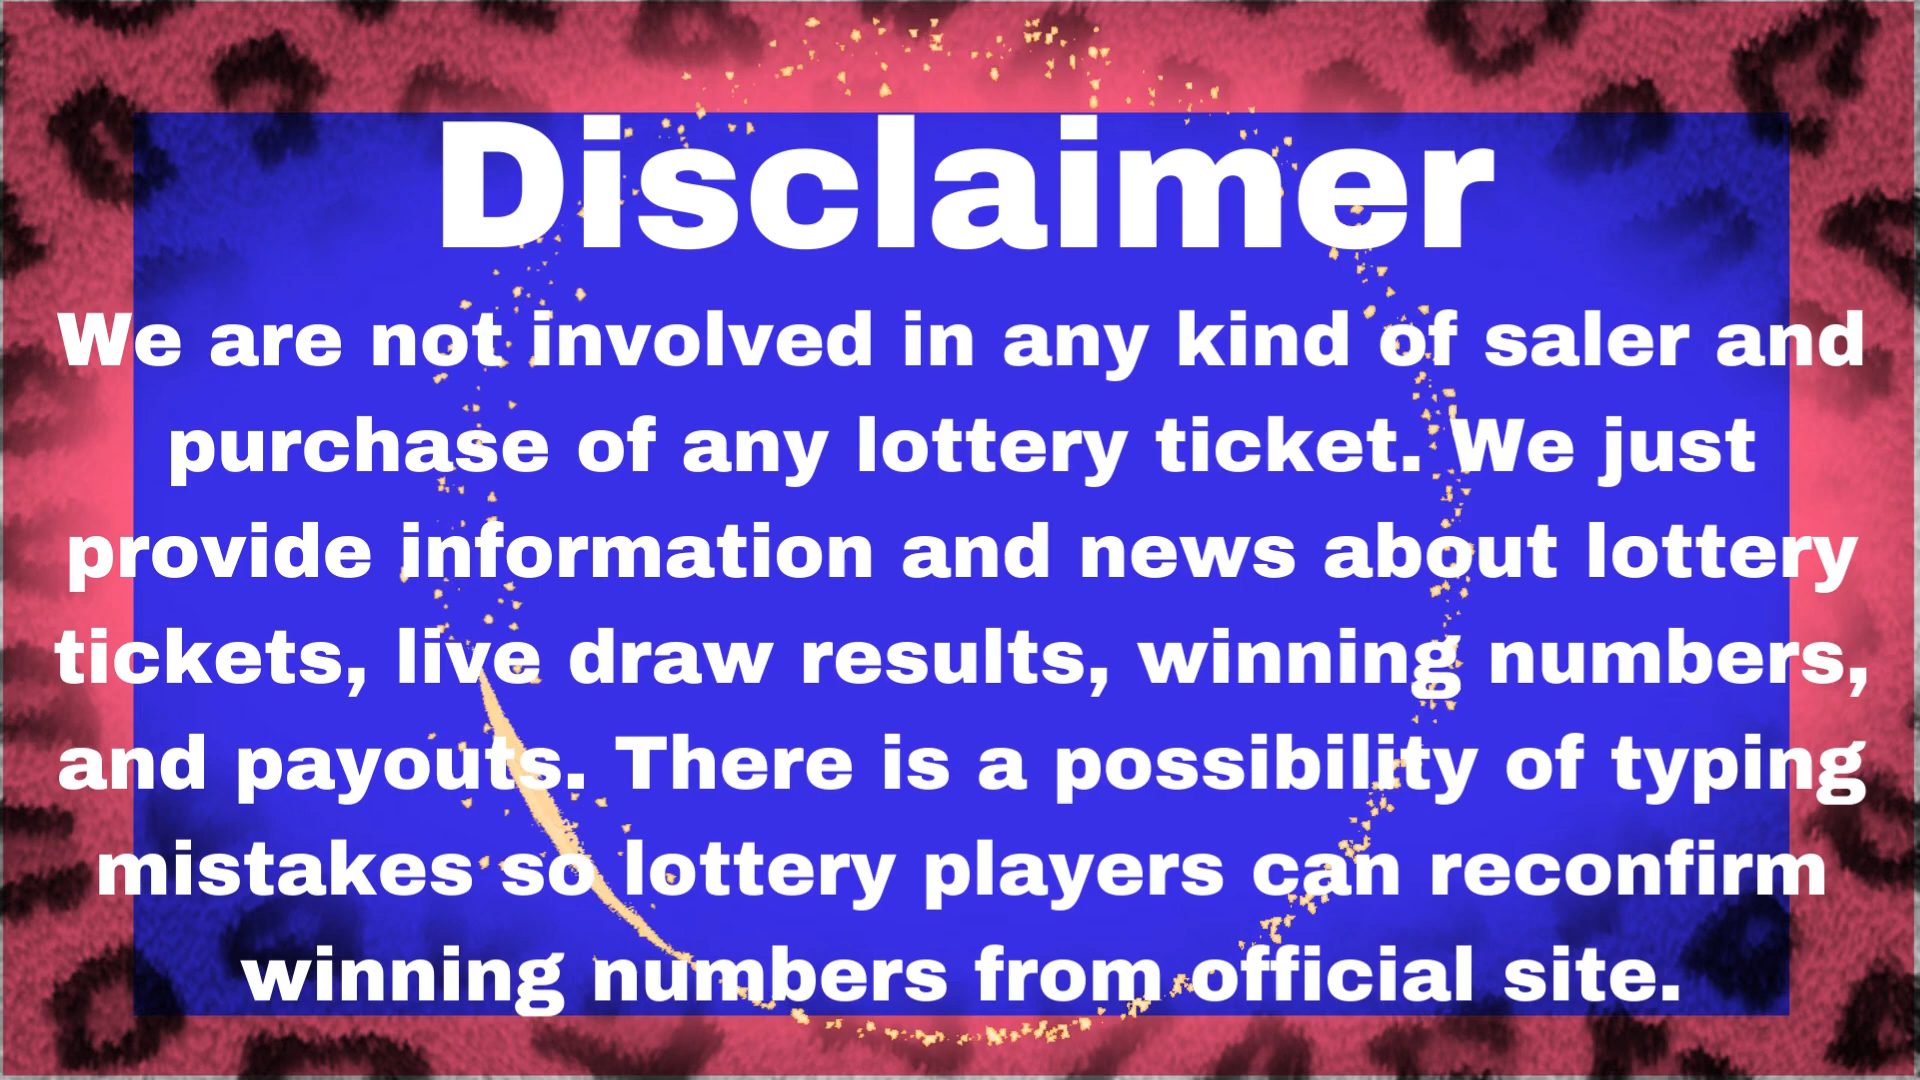 Disclaimer
We are not involved in any kind of saler and
purchase of any lottery ticket. We just
provide information and news about lottery
tickets, live draw results, winning numbers,
and payouts. There is a possibility of typing
mistakes so lottery players can reconfirm
winning numbers from official site.